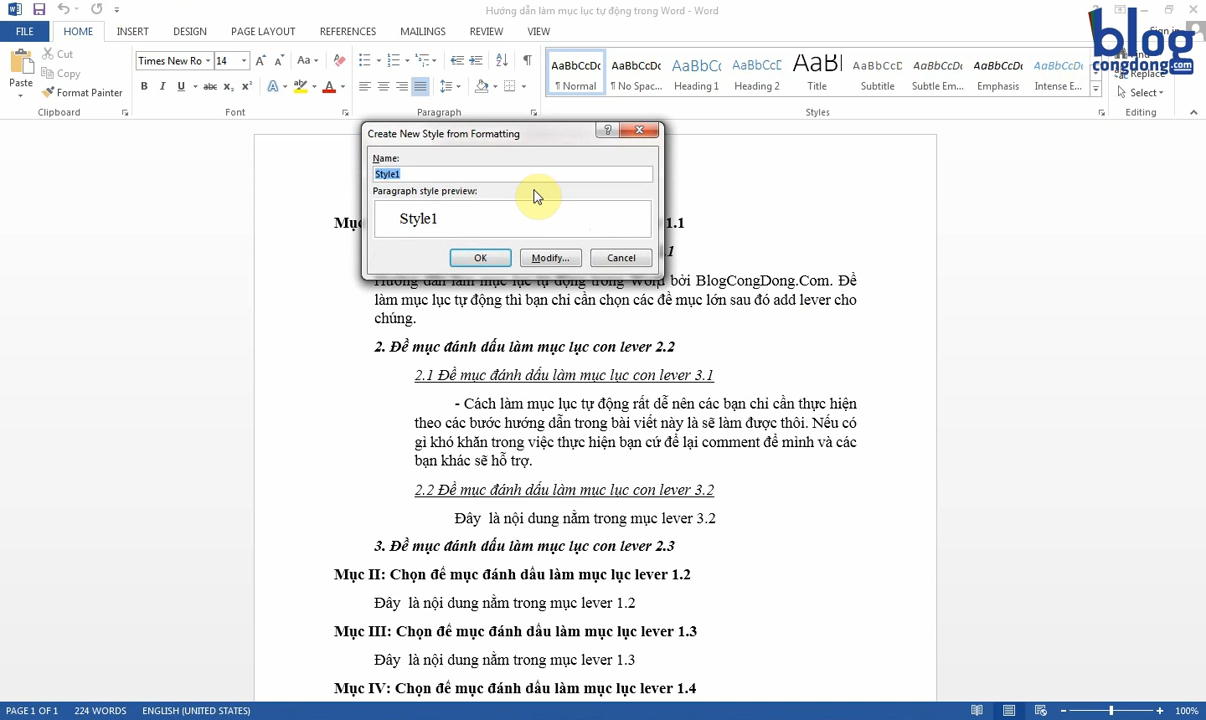 Hướng dẫn làm mục lục tự động trong Word - Word
FILE HOME INSERT DESIGN PAGE LAYOUT REFERENCES MAILINGS REVIEW VIEW
blog
congdong.com
Paste
Cut
Copy
Format Painter
Times New Ro 14
AaBbCcDc AaBbCcDc AaBbC AaBbCcC AaBl AaBbCcD AaBbCcDt AaBbCcDt AaBbCcDt
¶ Normal ¶ No Spac... Heading 1 Heading 2 Title Subtitle Subtle Em... Emphasis Intense E...
Replace
Select
Clipboard Font Paragraph Styles Editing
Create New Style from Formatting
Name:
Style1
Paragraph style preview:
Style1
OK Modify... Cancel
Mục 1.1
1
Hướng dẫn làm mục lục tự động trong Word bởi BlogCongDong.Com. Để
làm mục lục tự động thì bạn chỉ cần chọn các đề mục lớn sau đó add lever cho
chúng.
2. Đề mục đánh dấu làm mục lục con lever 2.2
2.1 Đề mục đánh dấu làm mục lục con lever 3.1
- Cách làm mục lục tự động rất dễ nên các bạn chỉ cần thực hiện
theo các bước hướng dẫn trong bài viết này là sẽ làm được thôi. Nếu có
gì khó khăn trong việc thực hiện bạn cứ để lại comment để mình và các
bạn khác sẽ hỗ trợ.
2.2 Đề mục đánh dấu làm mục lục con lever 3.2
Đây là nội dung nằm trong mục lever 3.2
3. Đề mục đánh dấu làm mục lục con lever 2.3
Mục II: Chọn đề mục đánh dấu làm mục lục lever 1.2
Đây là nội dung nằm trong mục lever 1.2
Mục III: Chọn đề mục đánh dấu làm mục lục lever 1.3
Đây là nội dung nằm trong mục lever 1.3
Mục IV: Chọn đề mục đánh dấu làm mục lục lever 1.4
PAGE 1 OF 1 224 WORDS ENGLISH (UNITED STATES) 100%